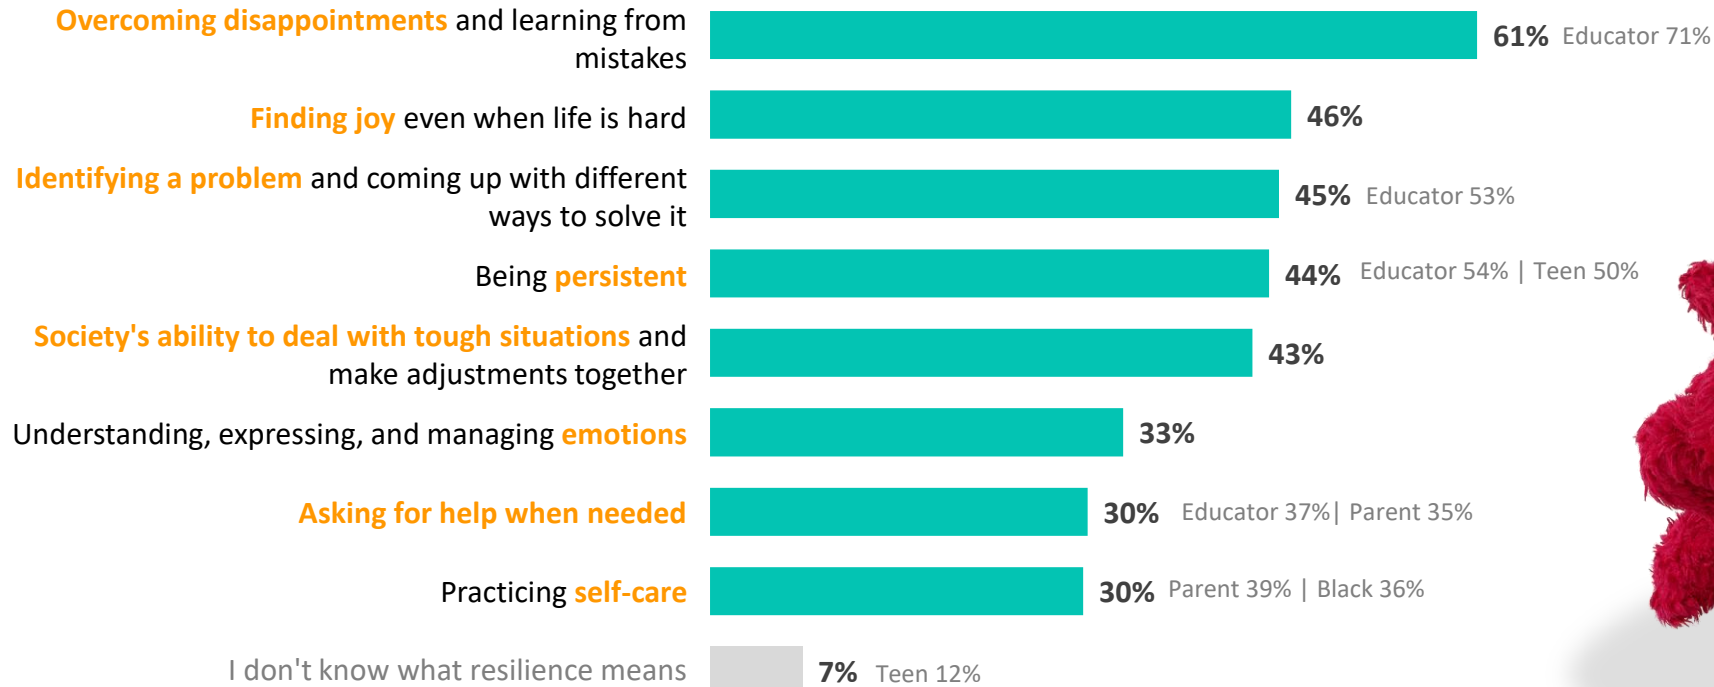 Overcoming disappointments and learning from
mistakes
61% Educator 71%
Finding joy even when life is hard
46%
Identifying a problem and coming up with different
ways to solve it
45% Educator 53%
Being persistent
44% Educator 54% | Teen 50%
Society's ability to deal with tough situations and
make adjustments together
43%
Understanding, expressing, and managing emotions
33%
Asking for help when needed
30% Educator 37%| Parent 35%
Practicing self-care
30% Parent 39% | Black 36%
I don't know what resilience means
7% Teen 12%